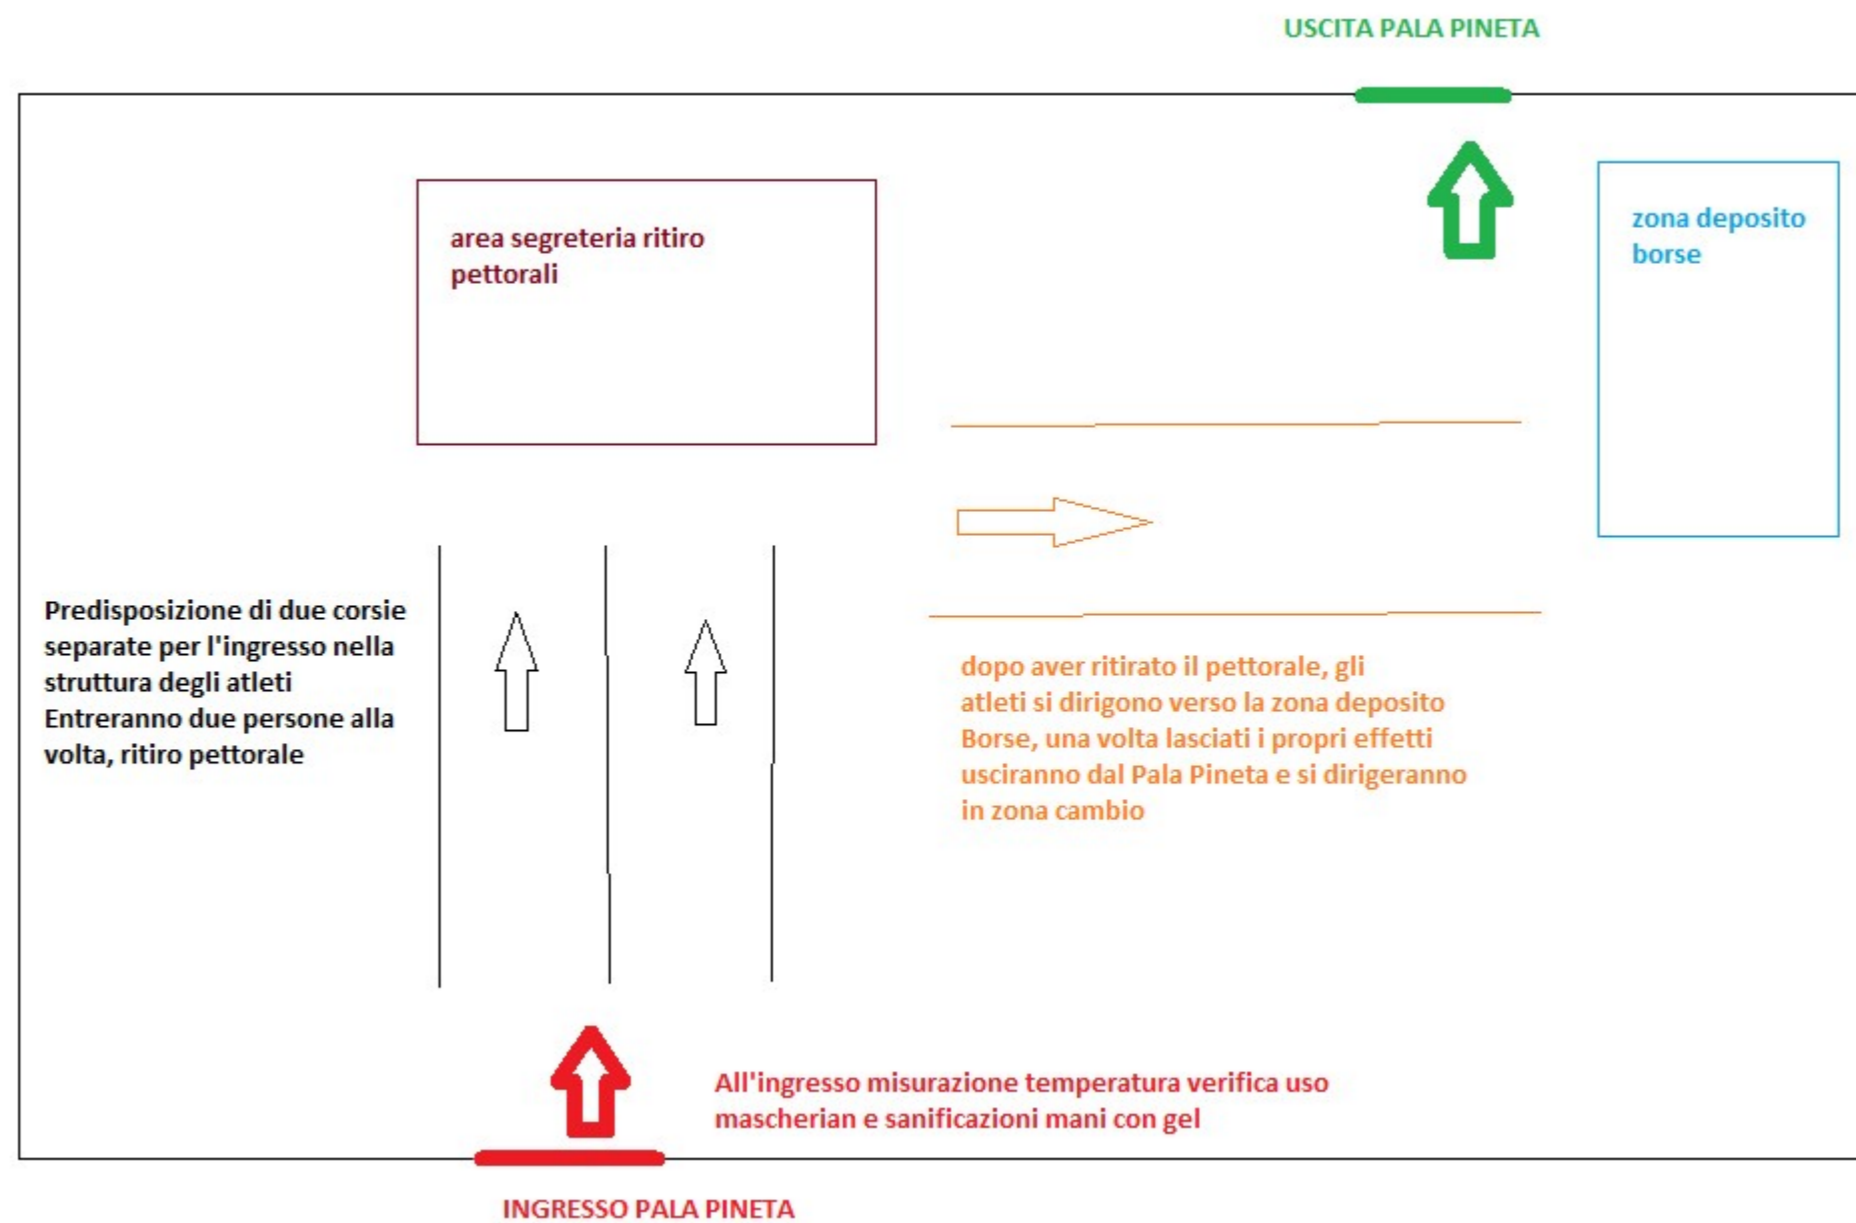 USCITA PALA PINETA
area segreteria ritiro
pettorali
zona deposito
borse
Predisposizione di due corsie
separate per l'ingresso nella
struttura degli atleti
Entreranno due persone alla
volta, ritiro pettorale
dopo aver ritirato il pettorale, gli
atleti si dirigono verso la zona deposito
Borse, una volta lasciati i propri effetti
usciranno dal Pala Pineta e si dirigeranno
in zona cambio
All'ingresso misurazione temperatura verifica uso
mascherian e sanificazioni mani con gel
INGRESSO PALA PINETA